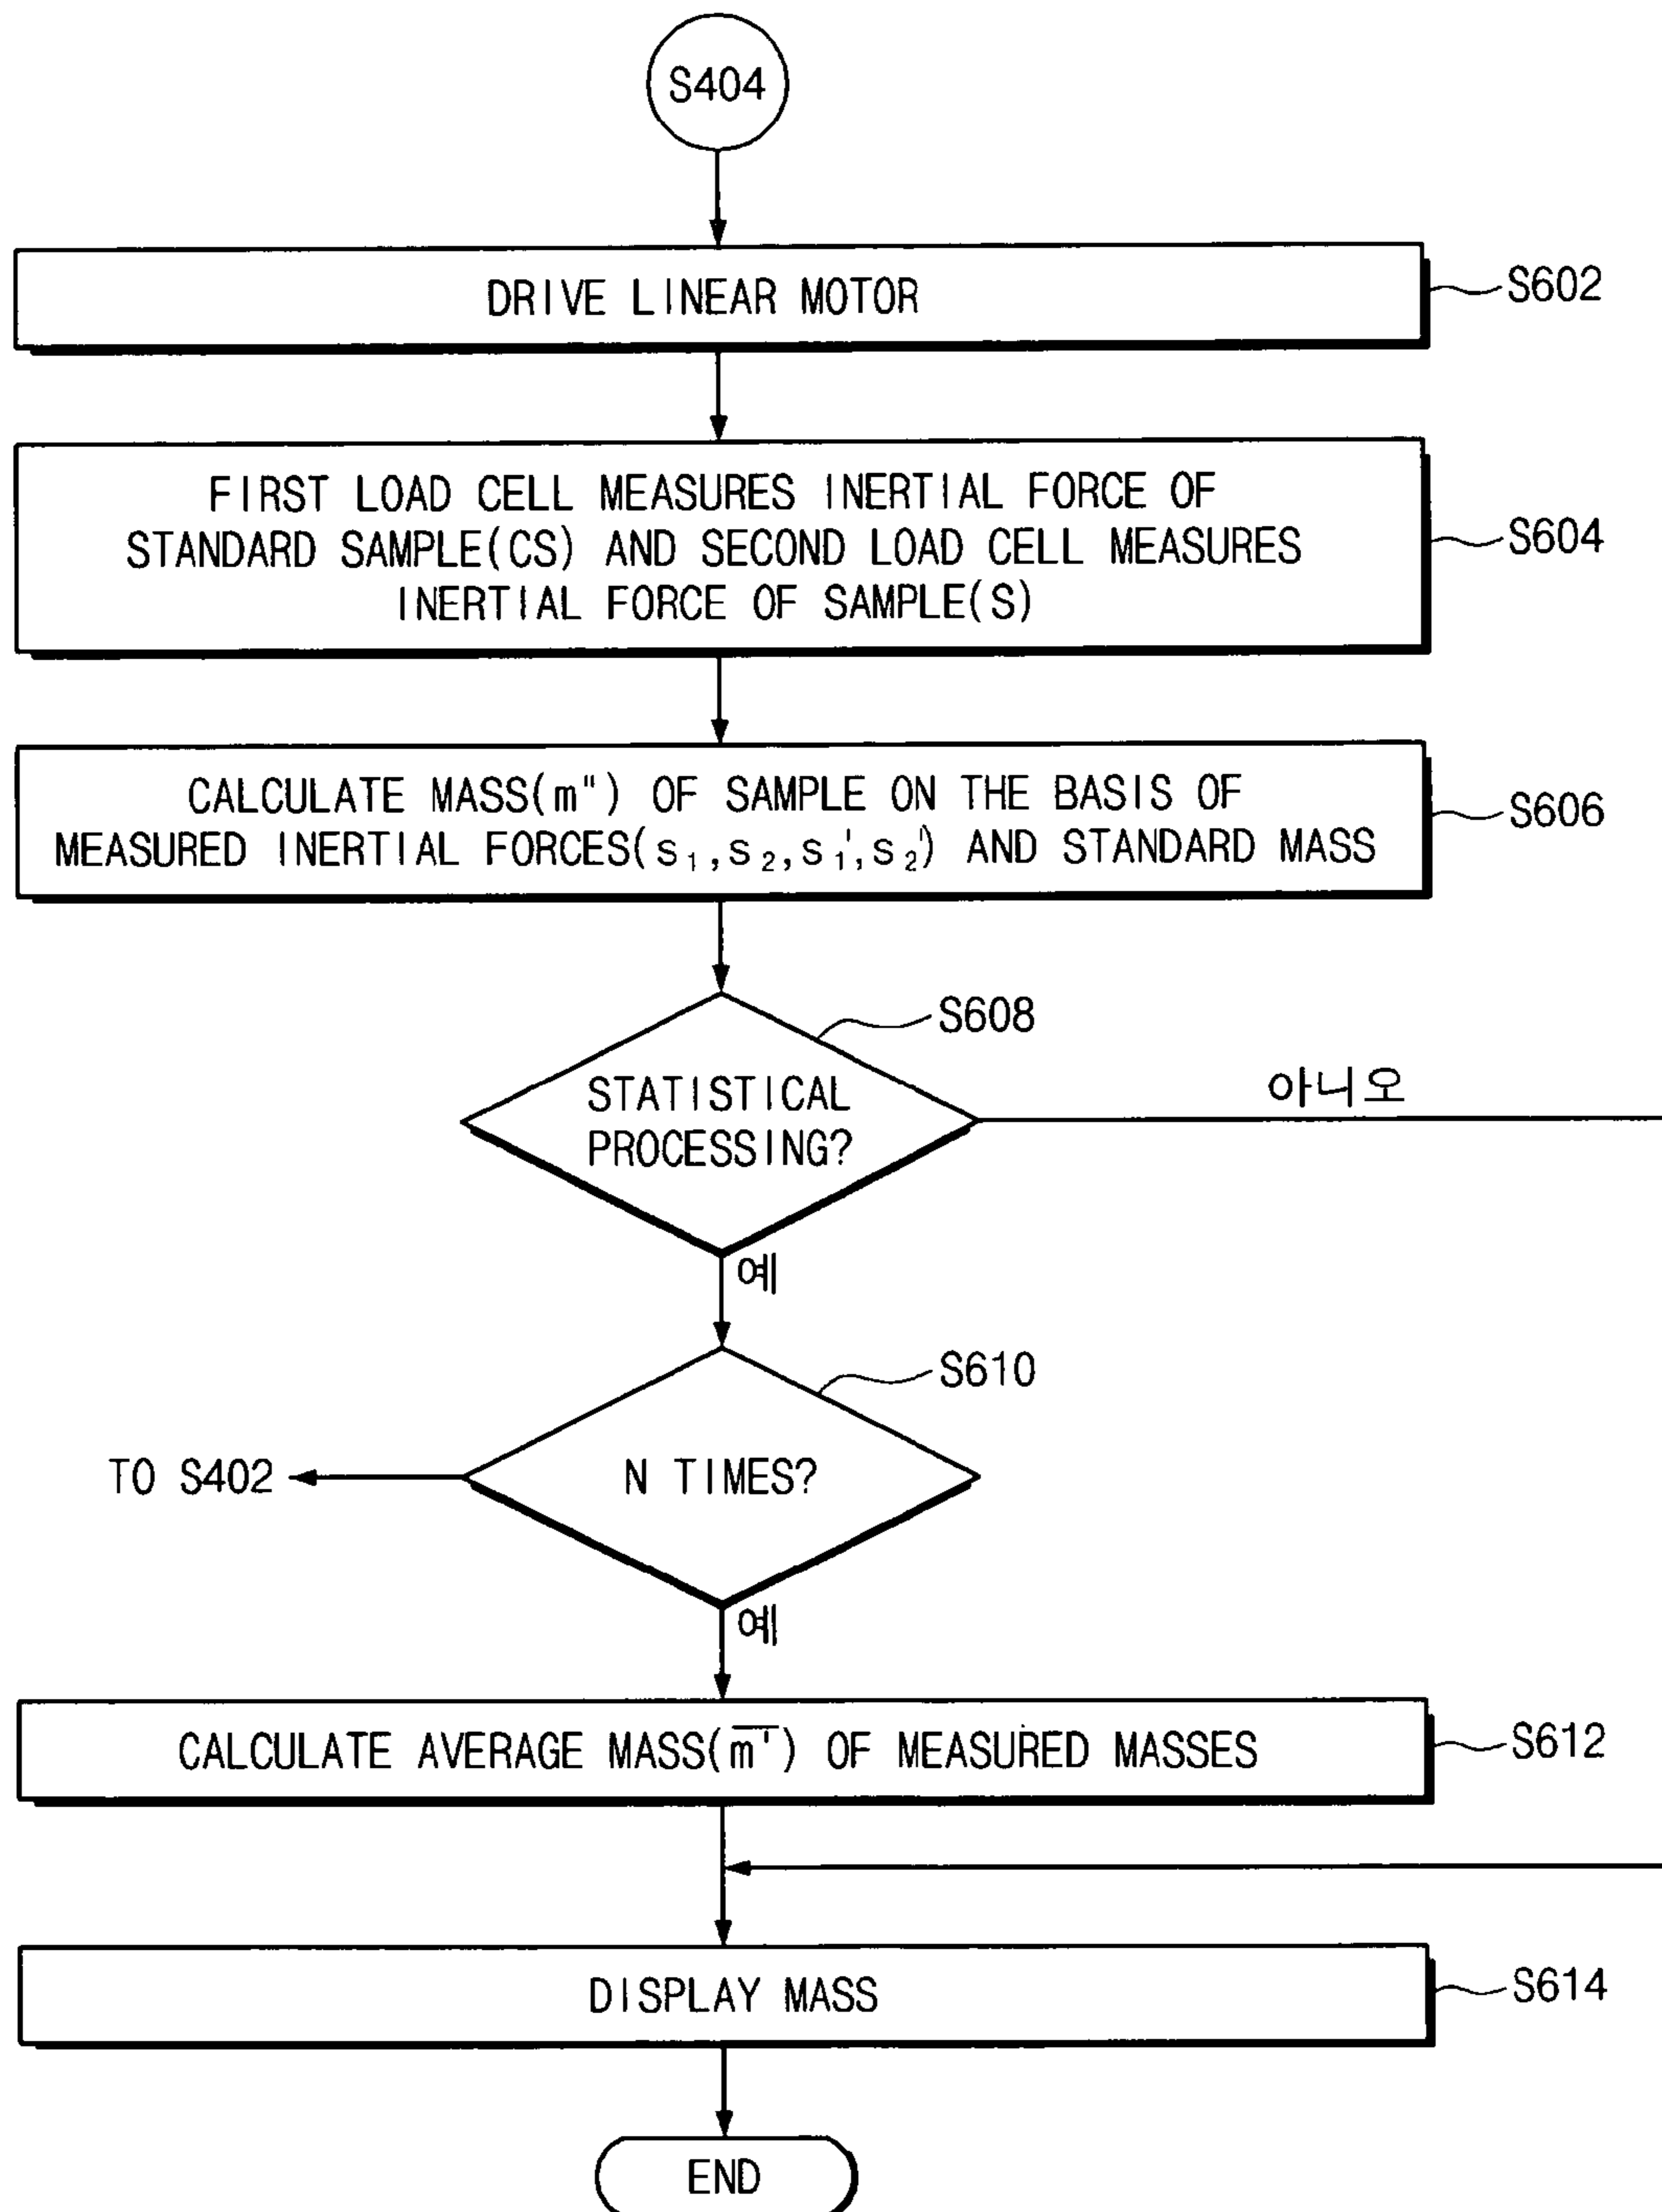 S404
DRIVE LINEAR MOTOR
S602
FIRST LOAD CELL MEASURES INERTIAL FORCE OF
STANDARD SAMPLE(CS) AND SECOND LOAD CELL MEASURES
INERTIAL FORCE OF SAMPLE(S)
S604
CALCULATE MASS(m") OF SAMPLE ON THE BASIS OF
MEASURED INERTIAL FORCES(s₁,s₂,s₁',s₂') AND STANDARD MASS
S606
S608
STATISTICAL
PROCESSING?
아니오
예
S610
N TIMES?
TO S402
예
CALCULATE AVERAGE MASS(m̅'̅) OF MEASURED MASSES
S612
DISPLAY MASS
S614
END